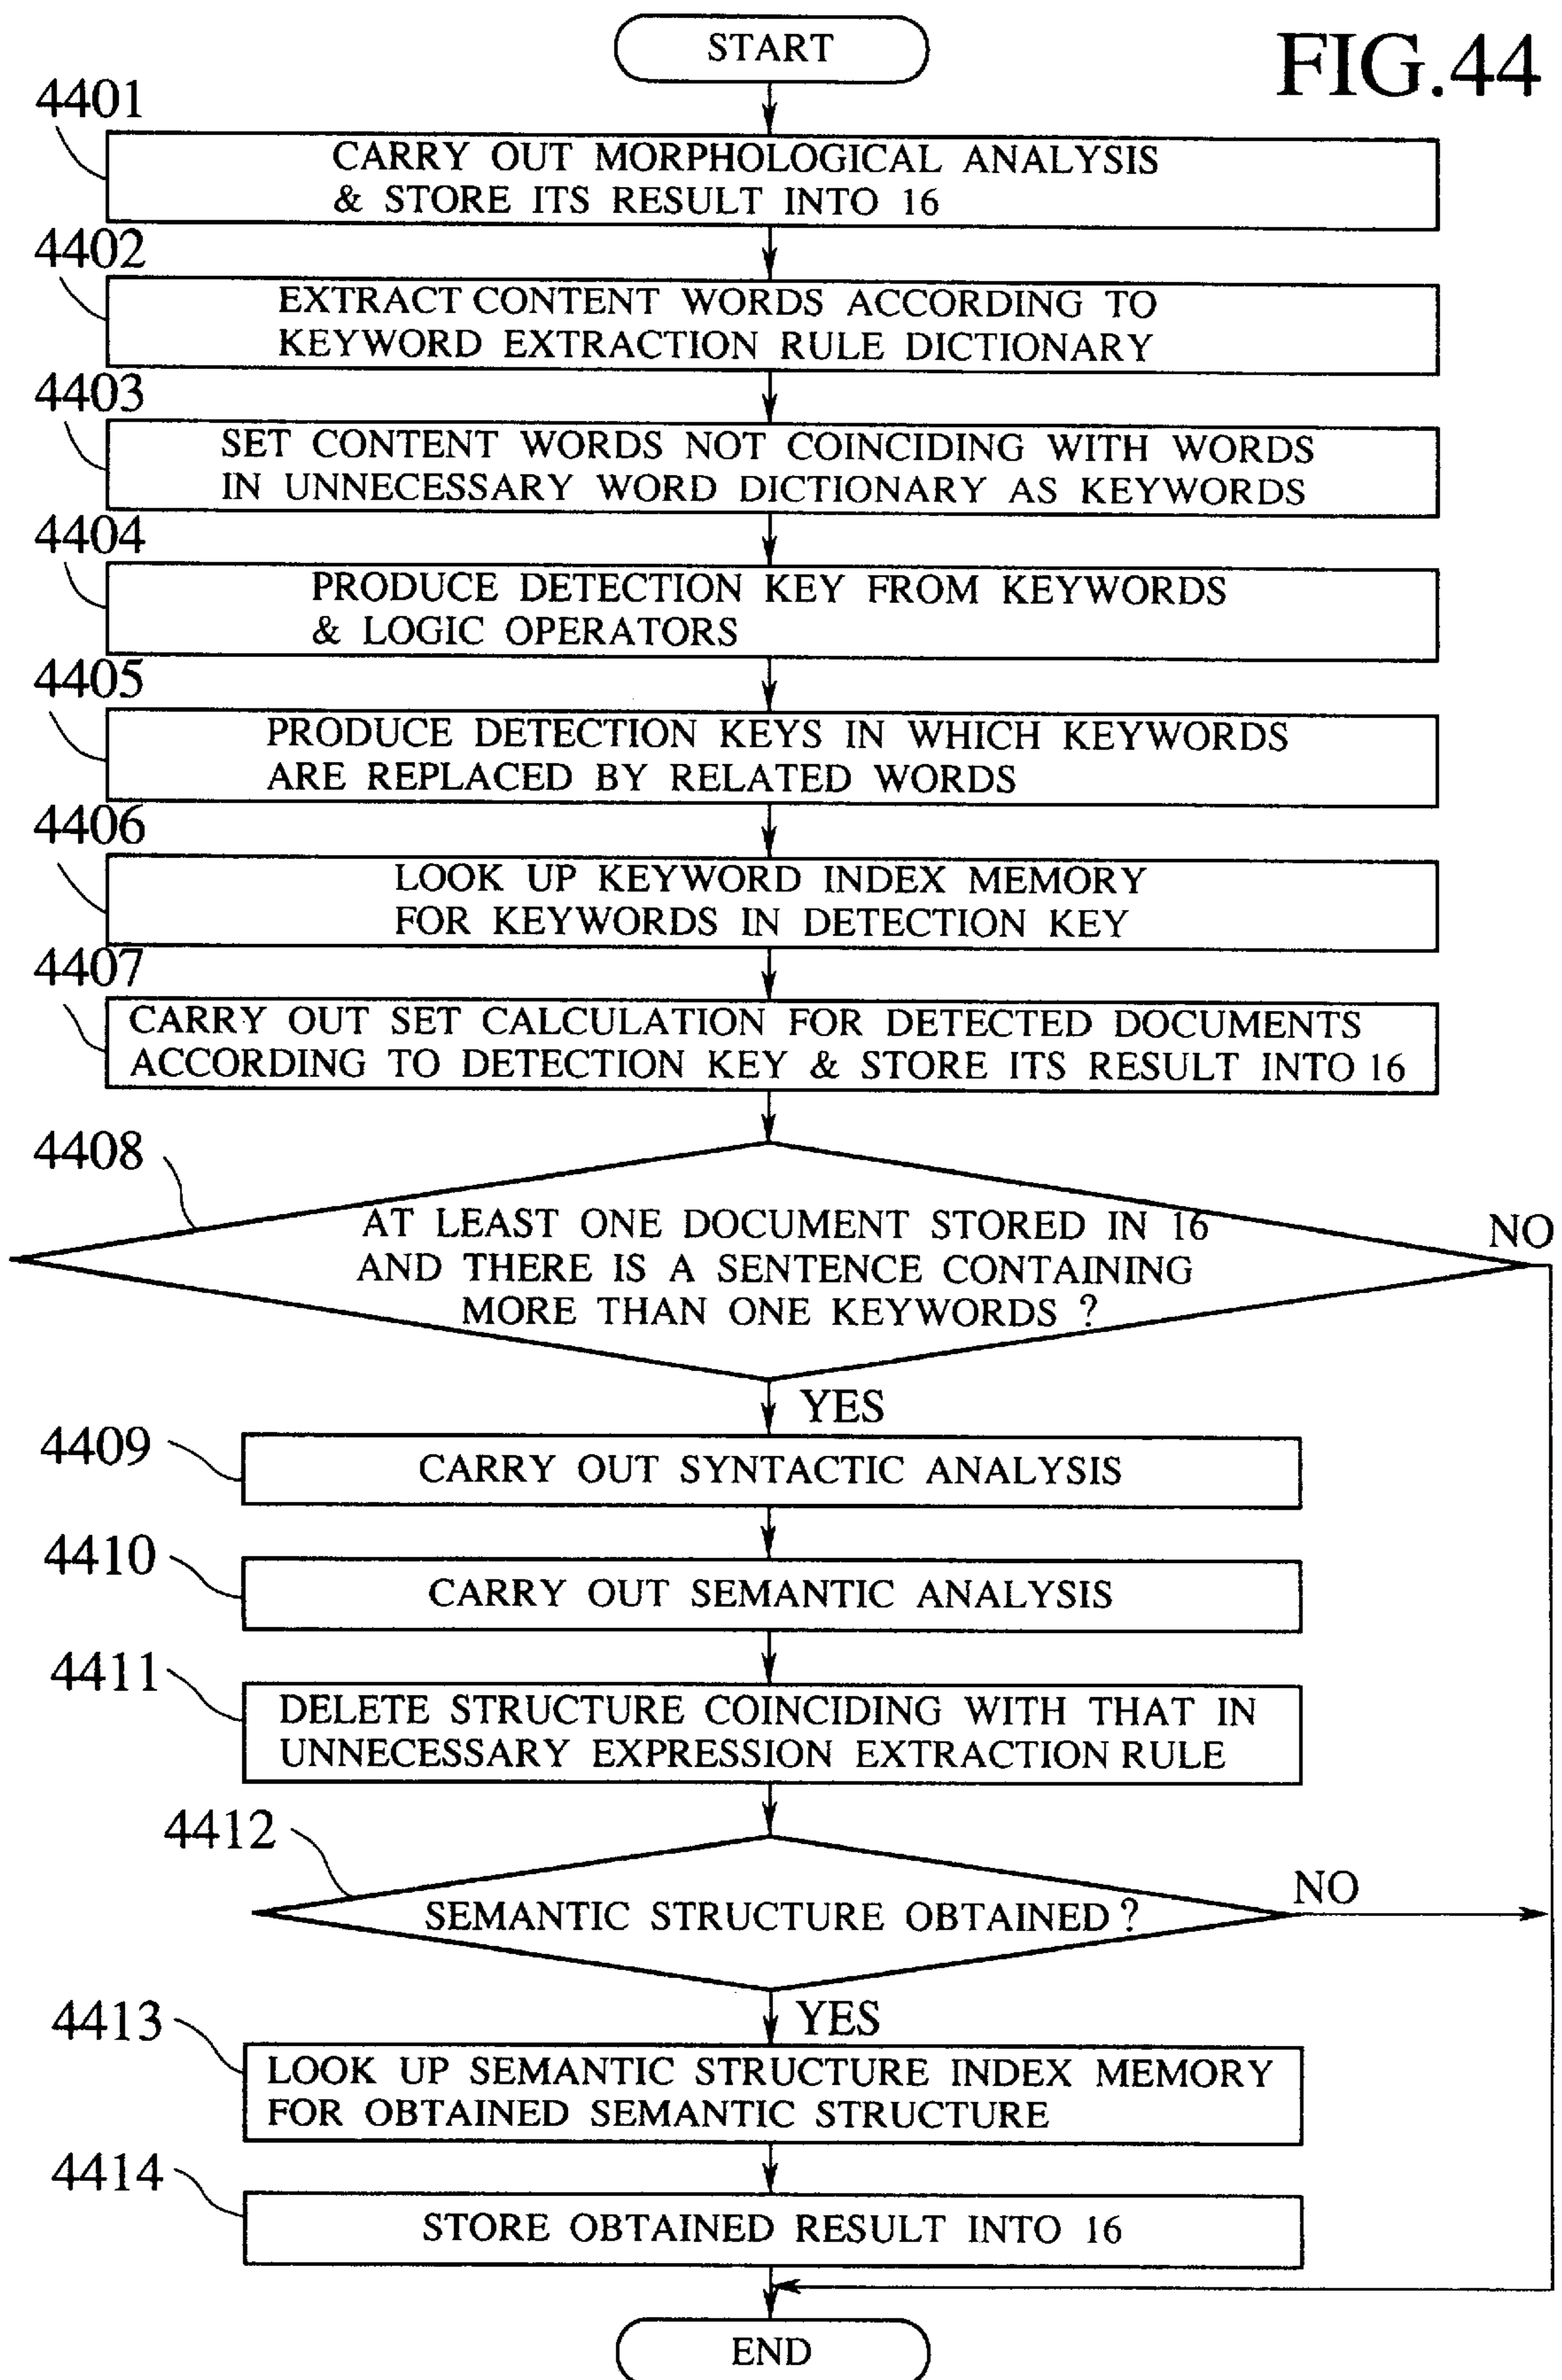 START
FIG.44
4401
CARRY OUT MORPHOLOGICAL ANALYSIS
& STORE ITS RESULT INTO 16
4402
EXTRACT CONTENT WORDS ACCORDING TO
KEYWORD EXTRACTION RULE DICTIONARY
4403
SET CONTENT WORDS NOT COINCIDING WITH WORDS
IN UNNECESSARY WORD DICTIONARY AS KEYWORDS
4404
PRODUCE DETECTION KEY FROM KEYWORDS
& LOGIC OPERATORS
4405
PRODUCE DETECTION KEYS IN WHICH KEYWORDS
ARE REPLACED BY RELATED WORDS
4406
LOOK UP KEYWORD INDEX MEMORY
FOR KEYWORDS IN DETECTION KEY
4407
CARRY OUT SET CALCULATION FOR DETECTED DOCUMENTS
ACCORDING TO DETECTION KEY & STORE ITS RESULT INTO 16
4408
AT LEAST ONE DOCUMENT STORED IN 16
AND THERE IS A SENTENCE CONTAINING
MORE THAN ONE KEYWORDS ?
NO
YES
4409
CARRY OUT SYNTACTIC ANALYSIS
4410
CARRY OUT SEMANTIC ANALYSIS
4411
DELETE STRUCTURE COINCIDING WITH THAT IN
UNNECESSARY EXPRESSION EXTRACTION RULE
4412
SEMANTIC STRUCTURE OBTAINED ?
NO
YES
4413
LOOK UP SEMANTIC STRUCTURE INDEX MEMORY
FOR OBTAINED SEMANTIC STRUCTURE
4414
STORE OBTAINED RESULT INTO 16
END